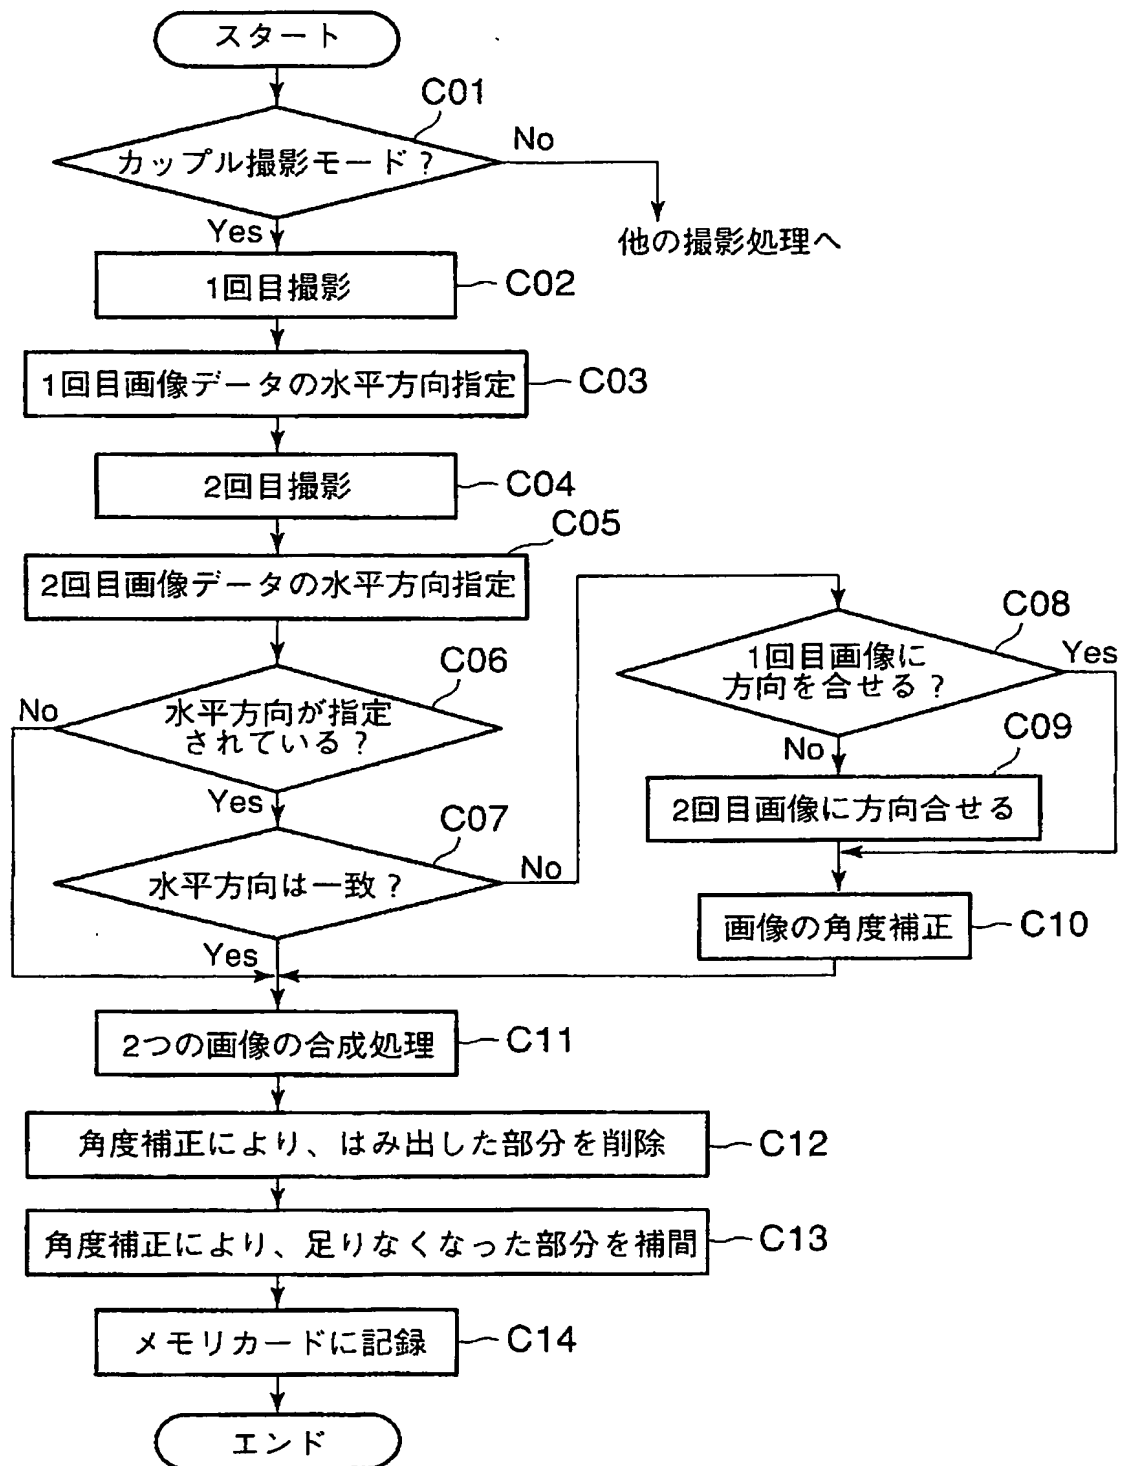 スタート
C01
カップル撮影モード？
No
Yes
他の撮影処理へ
1回目撮影
C02
1回目画像データの水平方向指定
C03
2回目撮影
C04
C05
2回目画像データの水平方向指定
C06
No
水平方向が指定
されている？
Yes
C07
水平方向は一致？
No
Yes
C08
1回目画像に
方向を合せる？
Yes
No
C09
2回目画像に方向合せる
画像の角度補正
C10
2つの画像の合成処理
C11
角度補正により、はみ出した部分を削除
C12
角度補正により、足りなくなった部分を補間
C13
メモリカードに記録
C14
エンド